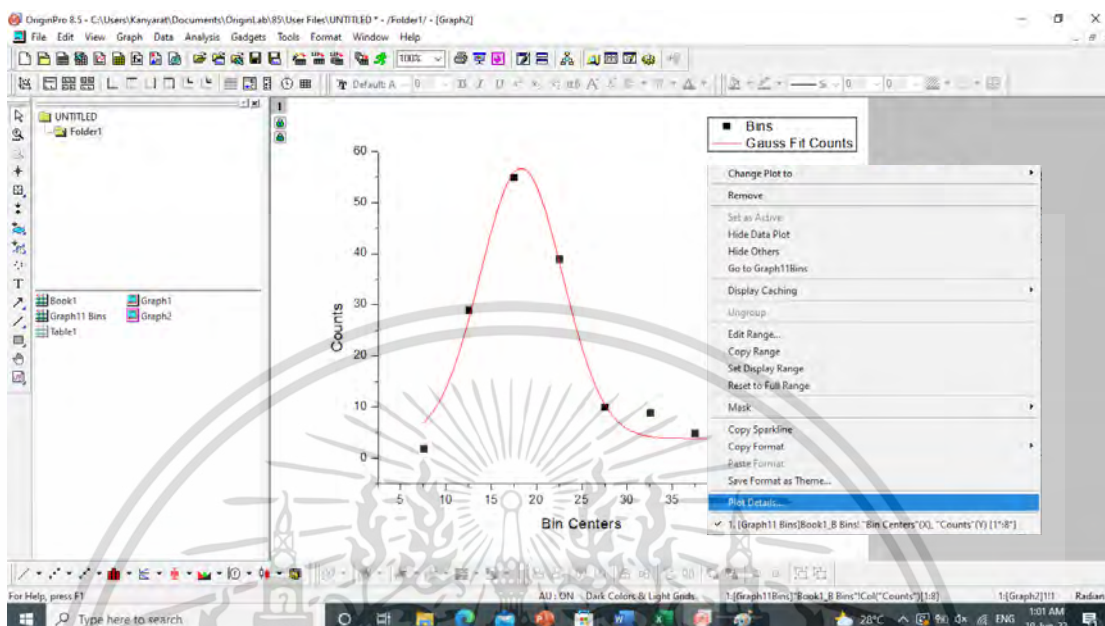 OriginPro 8.5 - C:\Users\Kanyarat\Documents\OriginLab\85\User Files\UNTITLED * - /Folder1/ - [Graph2]
File Edit View Graph Data Analysis Gadgets Tools Format Window Help
100%
Default: A 0 B I U 0 0
UNTITLED
Folder1
Book1 Graph1
Graph11 Bins Graph2
Table1
1
Bins
Gauss Fit Counts
60
50
40
30
20
10
0
Counts
5 10 15 20 25 30 35
Bin Centers
Change Plot to
Remove
Set as Active
Hide Data Plot
Hide Others
Go to Graph11Bins
Display Caching
Ungroup
Edit Range...
Copy Range
Set Display Range
Reset to Full Range
Mask
Copy Sparkline
Copy Format
Paste Format
Save Format as Theme...
Plot Details...
1. [Graph11 Bins]Book1_B Bins! "Bin Centers"(X), "Counts"(Y) [1*:8*]
For Help, press F1
AU : ON Dark Colors & Light Grids 1:[Graph11Bins]"Book1_B Bins"!Col("Counts")[1:8] 1:[Graph2]1!1 Radian
Type here to search
28°C ENG 1:01 AM